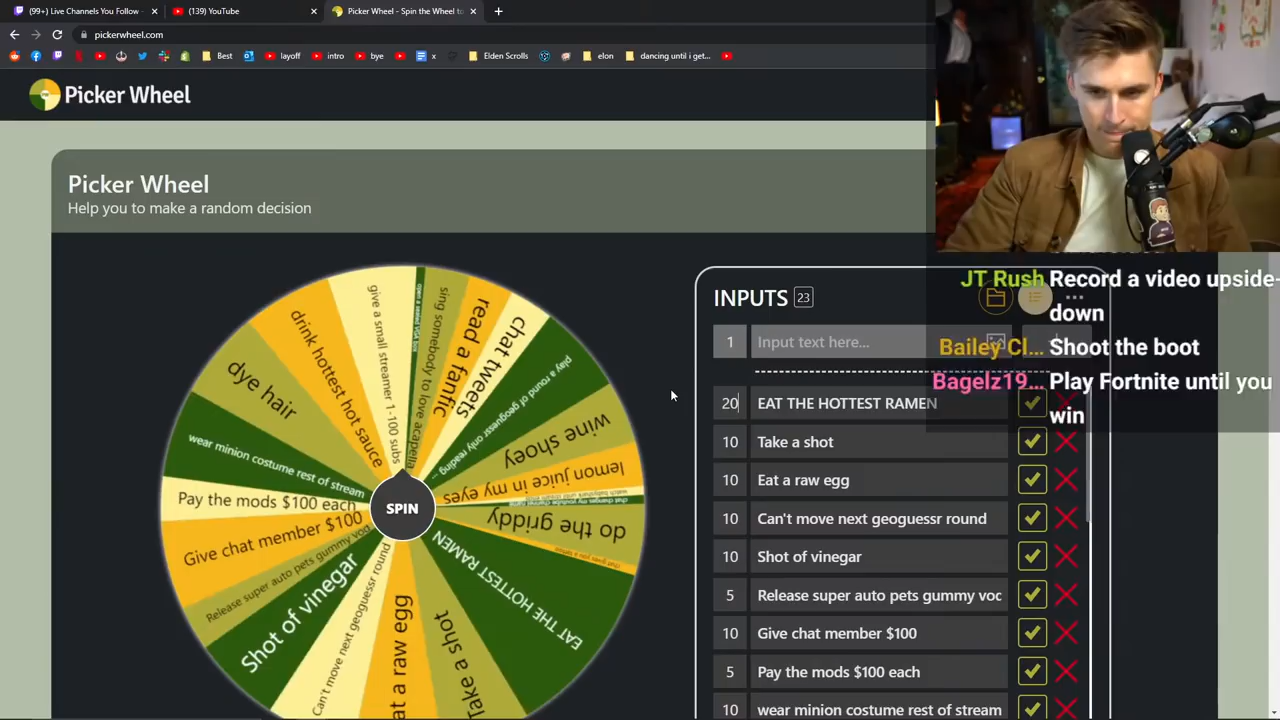 (99+) Live Channels You Follow -
(139) YouTube
Picker Wheel - Spin the Wheel to
pickerwheel.com
Best
layoff
intro
bye
x
Elden Scrolls
elon
dancing until i get...
Picker Wheel
Picker Wheel
Help you to make a random decision
give a small streamer 1-100 subs
sing somebody to love acapella
read a fanfic
chat tweets
play a round of geoguessr only reading ...
wine shoey
lemon juice in my eyes
do the griddy
EAT THE HOTTEST RAMEN
Take a shot
at a raw egg
Can't move next geoguessr round
Shot of vinegar
Release super auto pets gummy voc
Give chat member $100
Pay the mods $100 each
wear minion costume rest of stream
dye hair
drink hottest hot sauce
SPIN
INPUTS 23
1 Input text here...
20 EAT THE HOTTEST RAMEN
10 Take a shot
10 Eat a raw egg
10 Can't move next geoguessr round
10 Shot of vinegar
5 Release super auto pets gummy voc
10 Give chat member $100
5 Pay the mods $100 each
10 wear minion costume rest of stream
JT Rush Record a video upside-
down
Bailey Cl... Shoot the boot
Bagelz19... Play Fortnite until you
win